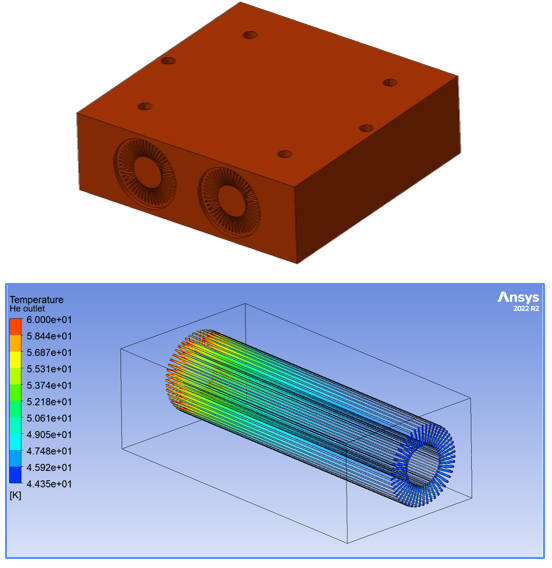 Temperature
He outlet
6.000e+01
5.844e+01
5.687e+01
5.531e+01
5.374e+01
5.218e+01
5.061e+01
4.905e+01
4.748e+01
4.592e+01
4.435e+01
[K]
Ansys
2022 R2